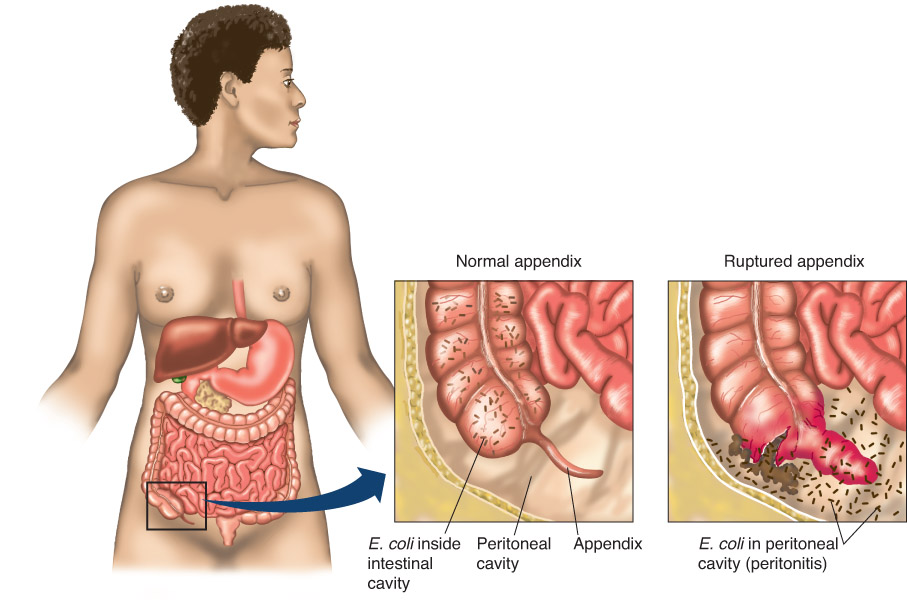 Normal appendix
Ruptured appendix
E. coli inside
intestinal
cavity
Peritoneal
cavity
Appendix
E. coli in peritoneal
cavity (peritonitis)